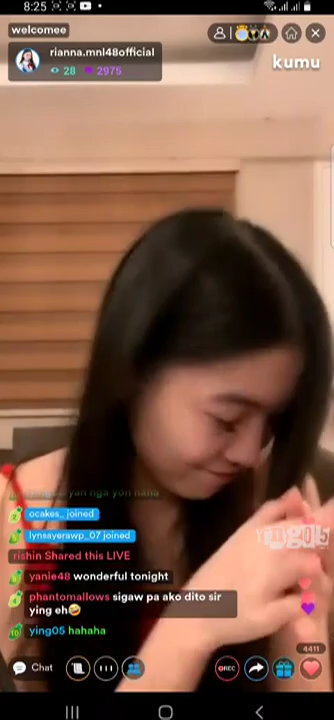 8:25
welcomee
rianna.mnl48official
28 2975
kumu
yan nga yon haha
ocakes_ joined
lynsayerawp_07 joined
rishin Shared this LIVE
yanie48 wonderful tonight
phantomallows sigaw pa ako dito sir
ying eh🤣
ying05 hahaha
4411
Chat
REC